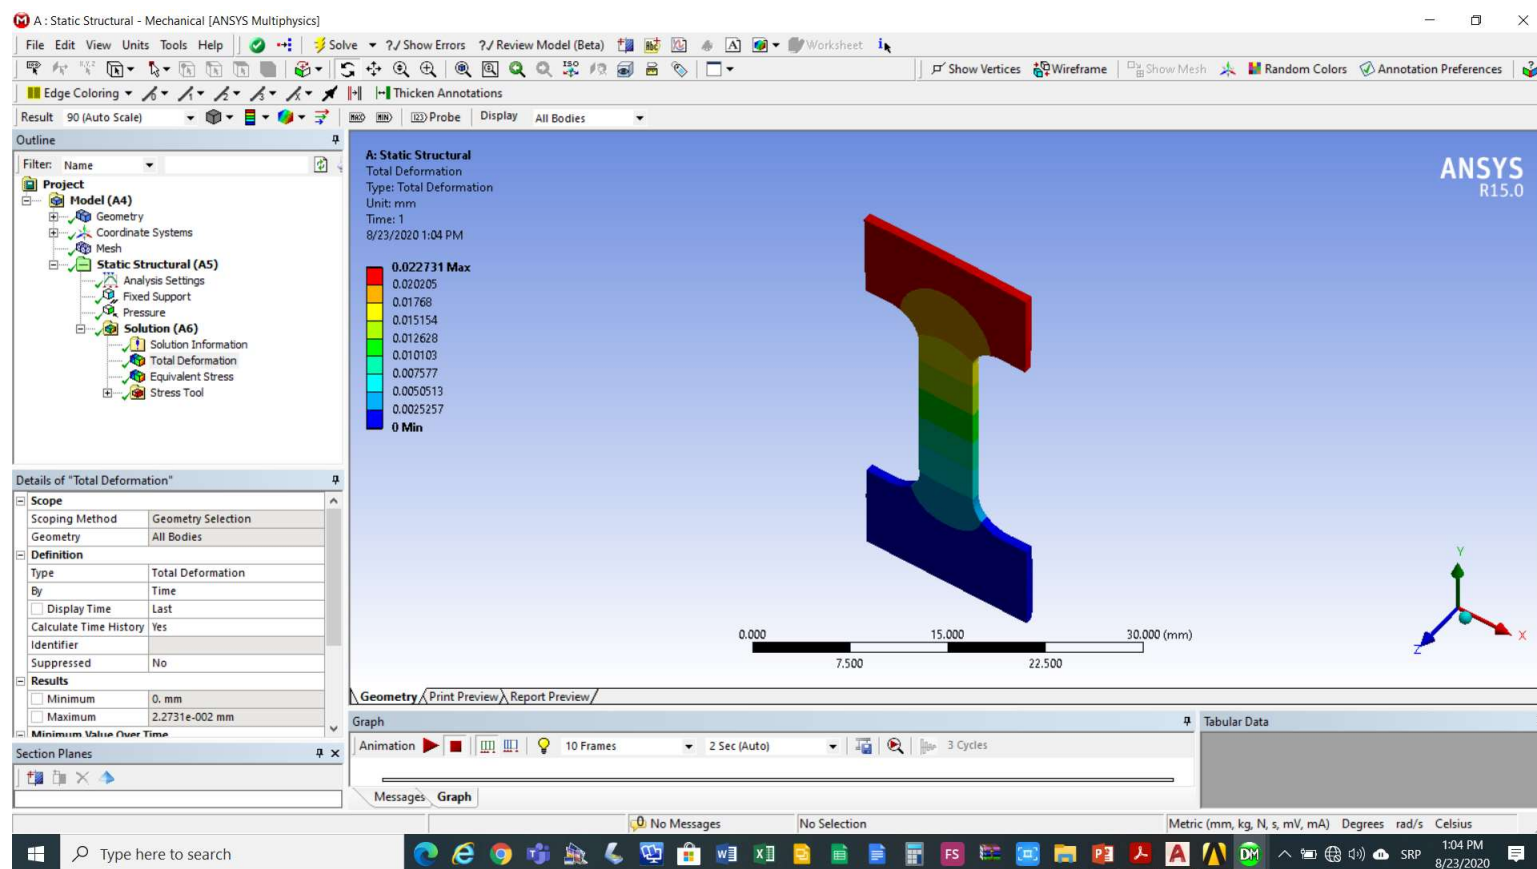 A : Static Structural - Mechanical [ANSYS Multiphysics]
File Edit View Units Tools Help Solve ?/ Show Errors ?/ Review Model (Beta) A Worksheet
Show Vertices Wireframe Show Mesh Random Colors Annotation Preferences
Edge Coloring Thicken Annotations
Result 90 (Auto Scale) MAX MIN Probe Display All Bodies
Outline
Filter: Name
Project
Model (A4)
Geometry
Coordinate Systems
Mesh
Static Structural (A5)
Analysis Settings
Fixed Support
Pressure
Solution (A6)
Solution Information
Total Deformation
Equivalent Stress
Stress Tool
A: Static Structural
Total Deformation
Type: Total Deformation
Unit: mm
Time: 1
8/23/2020 1:04 PM
0.022731 Max
0.020205
0.01768
0.015154
0.012628
0.010103
0.007577
0.0050513
0.0025257
0 Min
ANSYS
R15.0
0.000 15.000 30.000 (mm)
7.500 22.500
Y
X
Z
Details of "Total Deformation"
Scope
Scoping Method Geometry Selection
Geometry All Bodies
Definition
Type Total Deformation
By Time
Display Time Last
Calculate Time History Yes
Identifier
Suppressed No
Results
Minimum 0. mm
Maximum 2.2731e-002 mm
Minimum Value Over Time
Section Planes
Geometry Print Preview Report Preview
Graph
Tabular Data
Animation 10 Frames 2 Sec (Auto) 3 Cycles
Messages Graph
0 No Messages No Selection Metric (mm, kg, N, s, mV, mA) Degrees rad/s Celsius
Type here to search
FS
A
DM
SRP
1:04 PM
8/23/2020